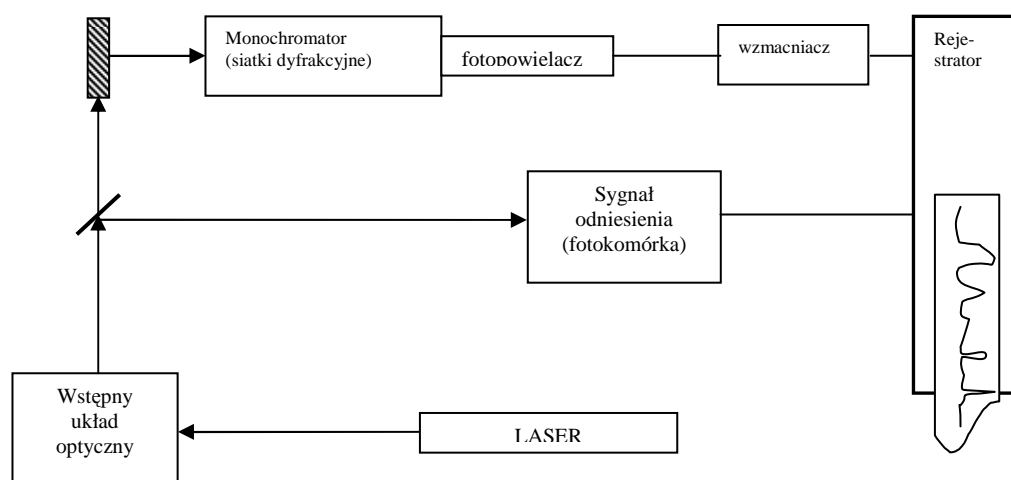 Monochromator
(siatki dyfrakcyjne)
fotopowielacz
wzmacniacz
Reje-
strator
Sygnał
odniesienia
(fotokomórka)
Wstępny
układ
optyczny
LASER